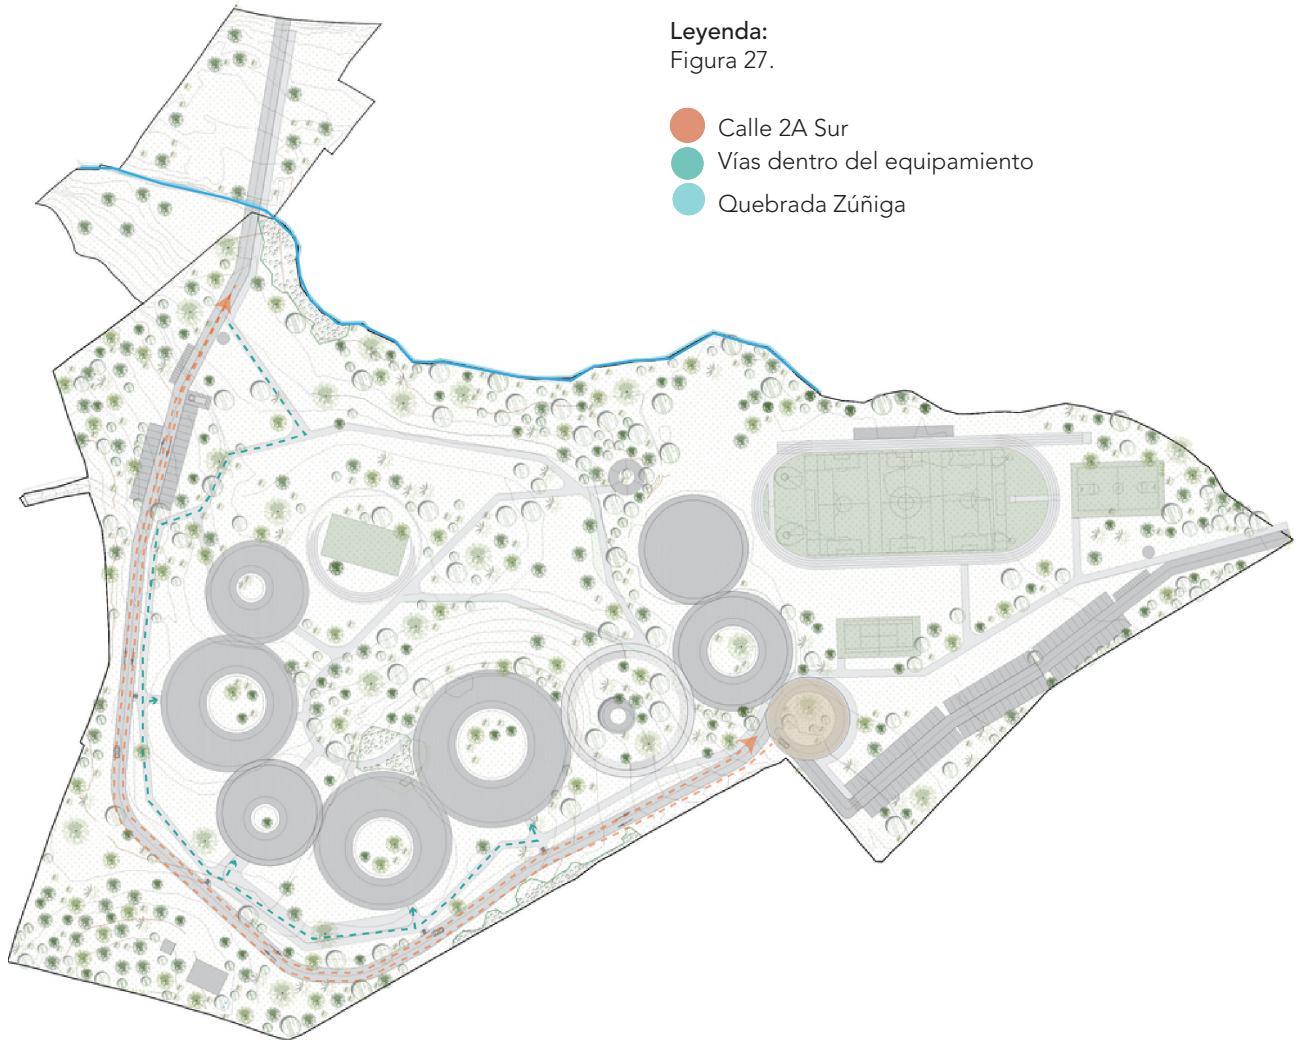 Leyenda:
Figura 27.
Calle 2A Sur
Vías dentro del equipamiento
Quebrada Zúñiga